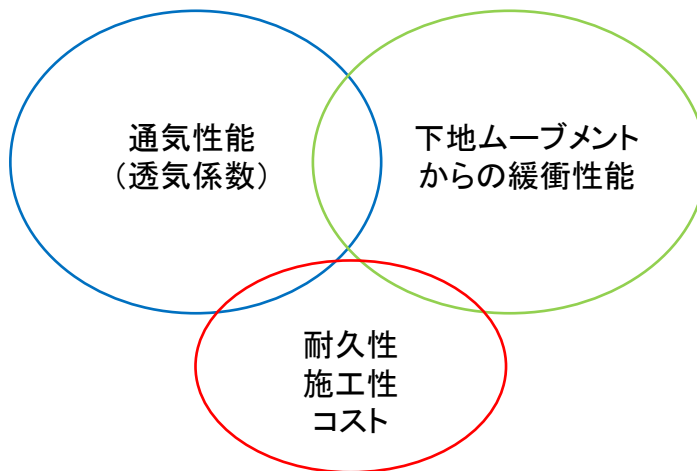 通気性能
（透気係数）
下地ムーブメント
からの緩衝性能
耐久性
施工性
コスト